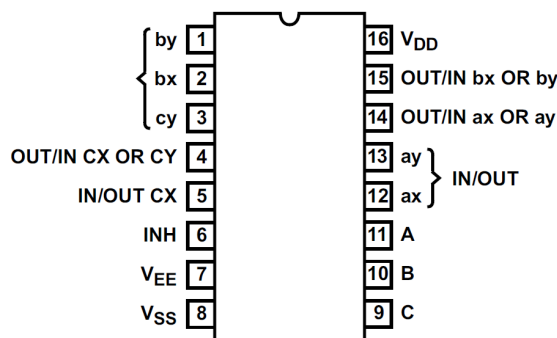 by 1 16 VDD
bx 2 15 OUT/IN bx OR by
cy 3 14 OUT/IN ax OR ay
OUT/IN CX OR CY 4 13 ay
IN/OUT
IN/OUT CX 5 12 ax
INH 6 11 A
VEE 7 10 B
VSS 8 9 C